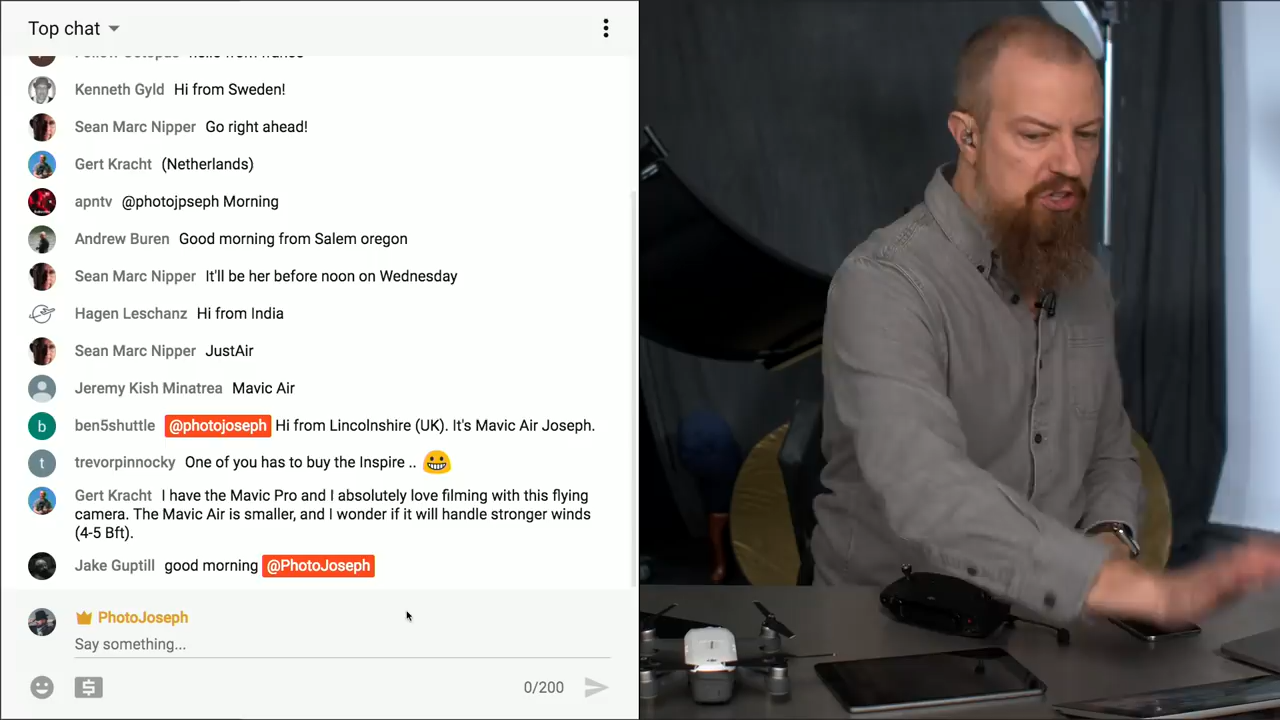 Top chat
Kenneth Gyld Hi from Sweden!
Sean Marc Nipper Go right ahead!
Gert Kracht (Netherlands)
apntv @photojpseph Morning
Andrew Buren Good morning from Salem oregon
Sean Marc Nipper It'll be her before noon on Wednesday
Hagen Leschanz Hi from India
Sean Marc Nipper JustAir
Jeremy Kish Minatrea Mavic Air
b ben5shuttle @photojoseph Hi from Lincolnshire (UK). It's Mavic Air Joseph.
t trevorpinnocky One of you has to buy the Inspire .. 😀
Gert Kracht I have the Mavic Pro and I absolutely love filming with this flying
camera. The Mavic Air is smaller, and I wonder if it will handle stronger winds
(4-5 Bft).
Jake Guptill good morning @PhotoJoseph
PhotoJoseph
Say something...
$ 0/200